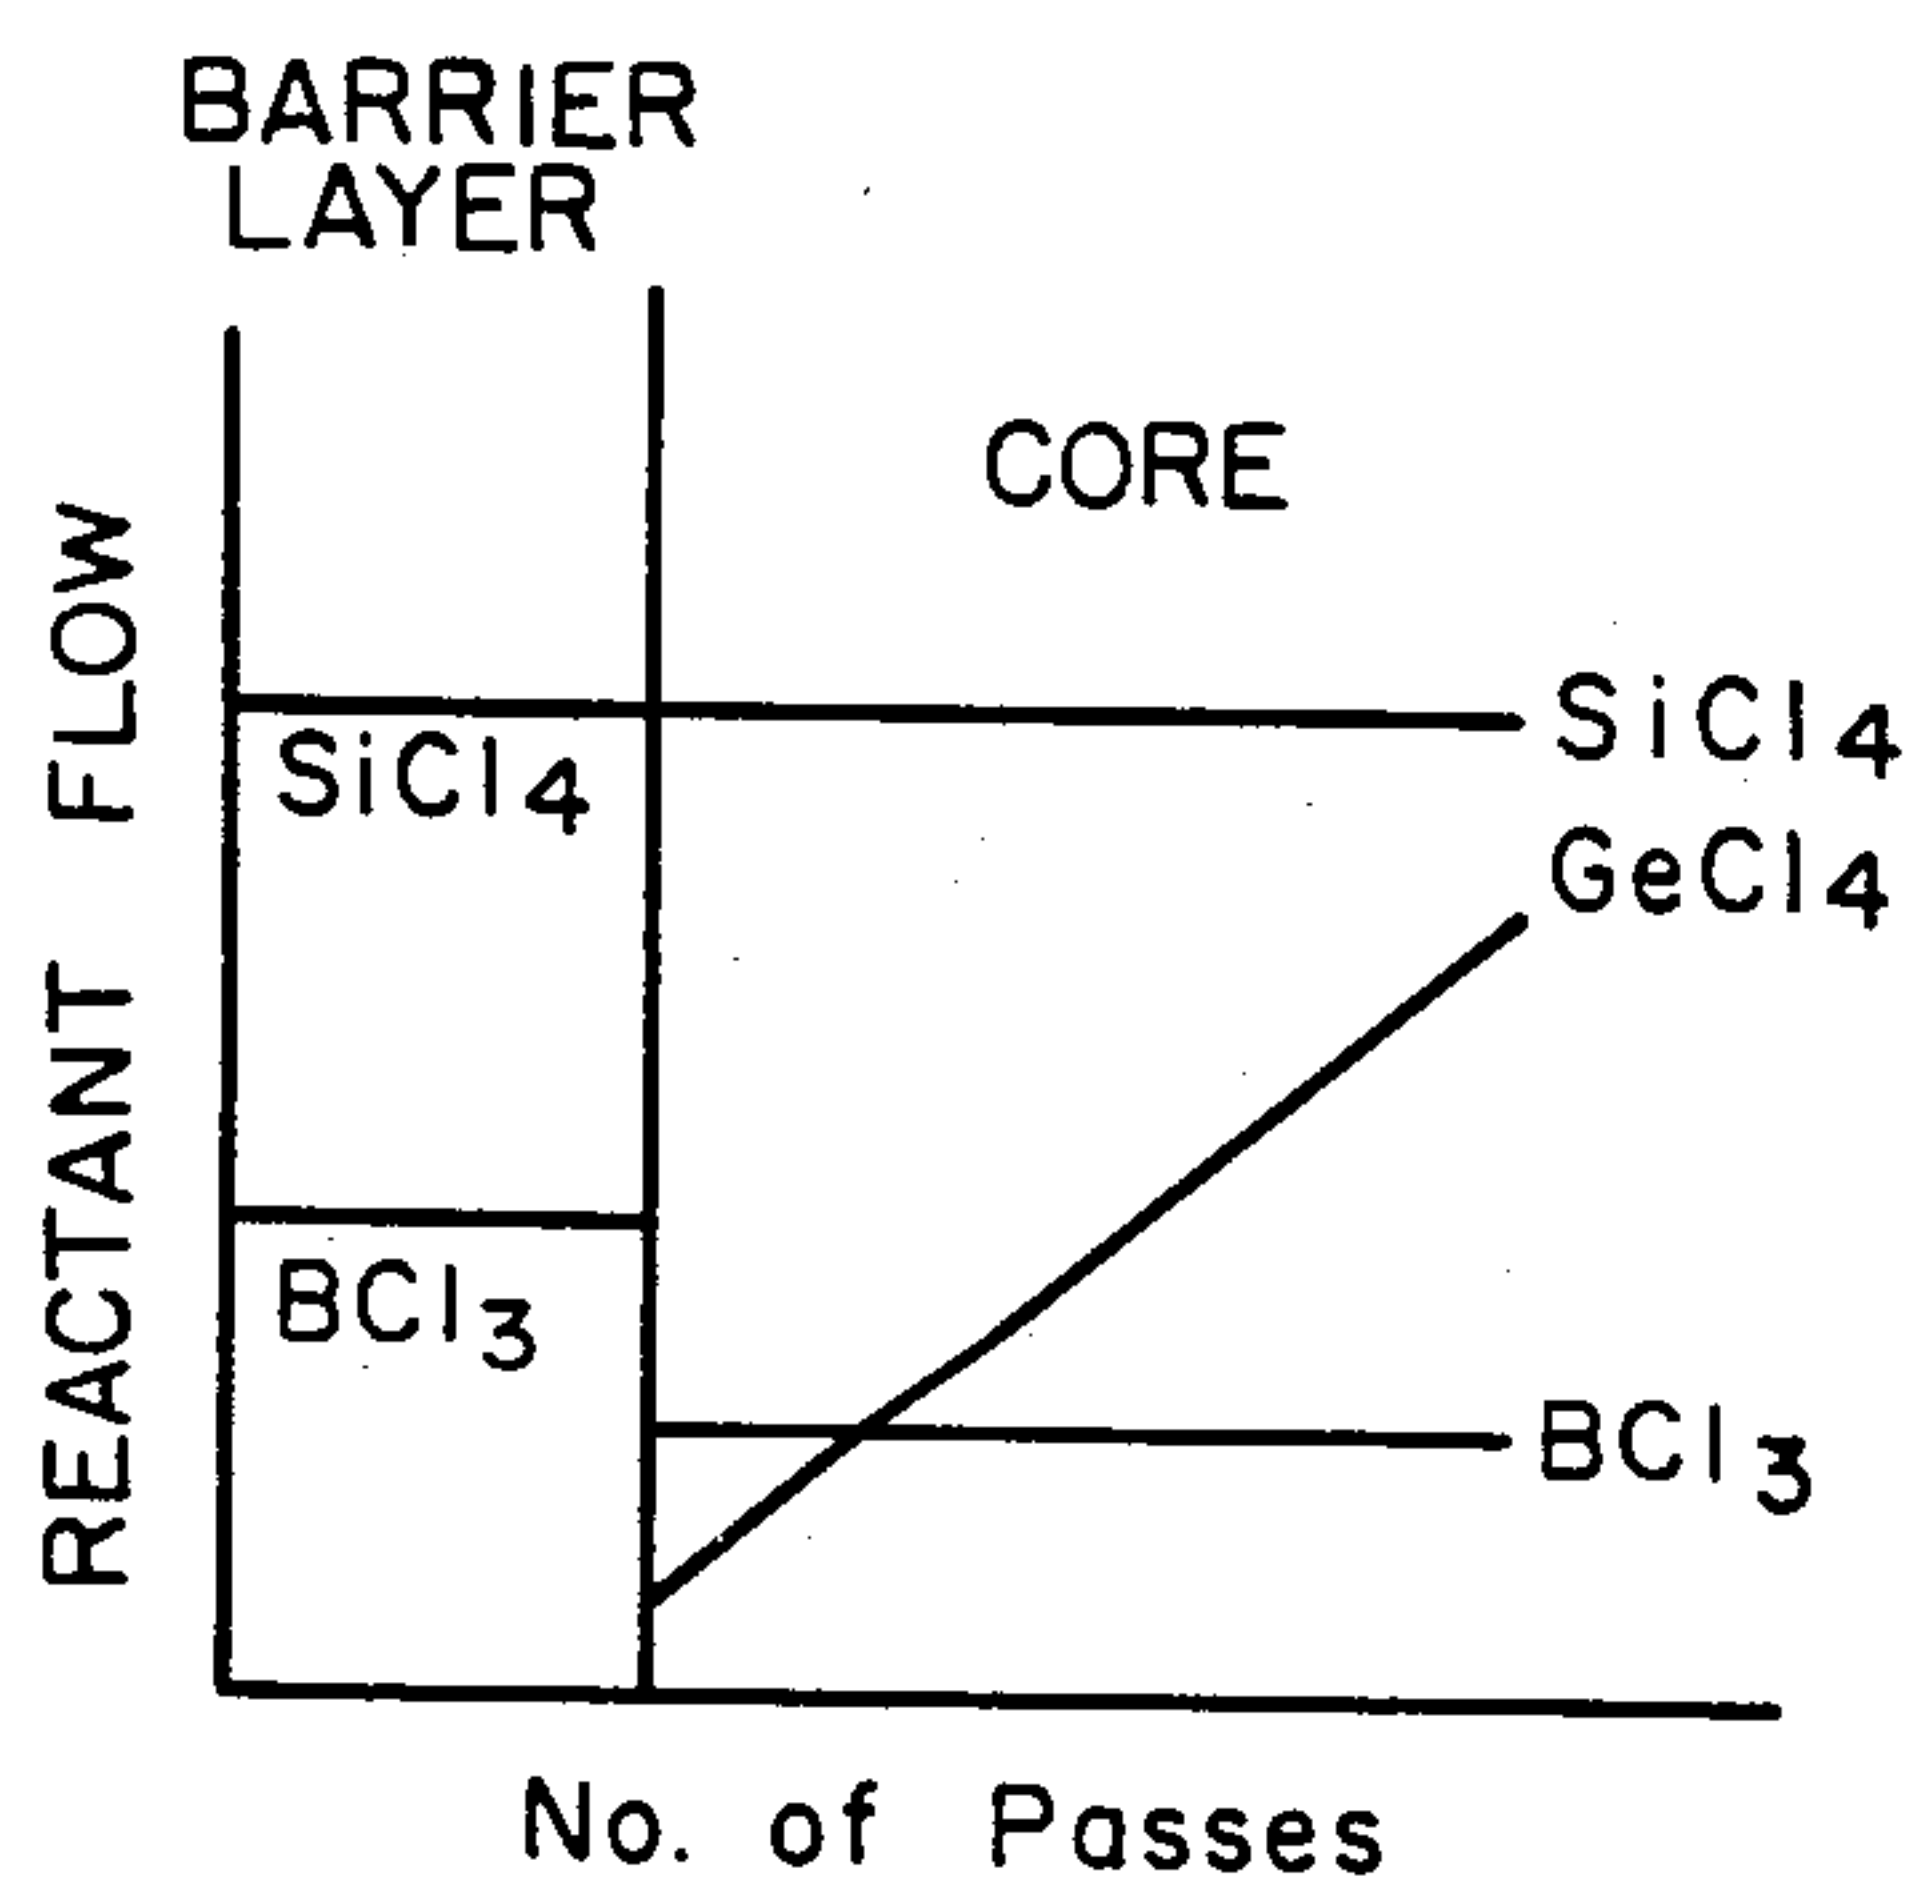 BARRIER
LAYER
CORE
REACTANT FLOW
SiCl4
SiCl4
GeCl4
BCl3
BCl3
No. of Passes